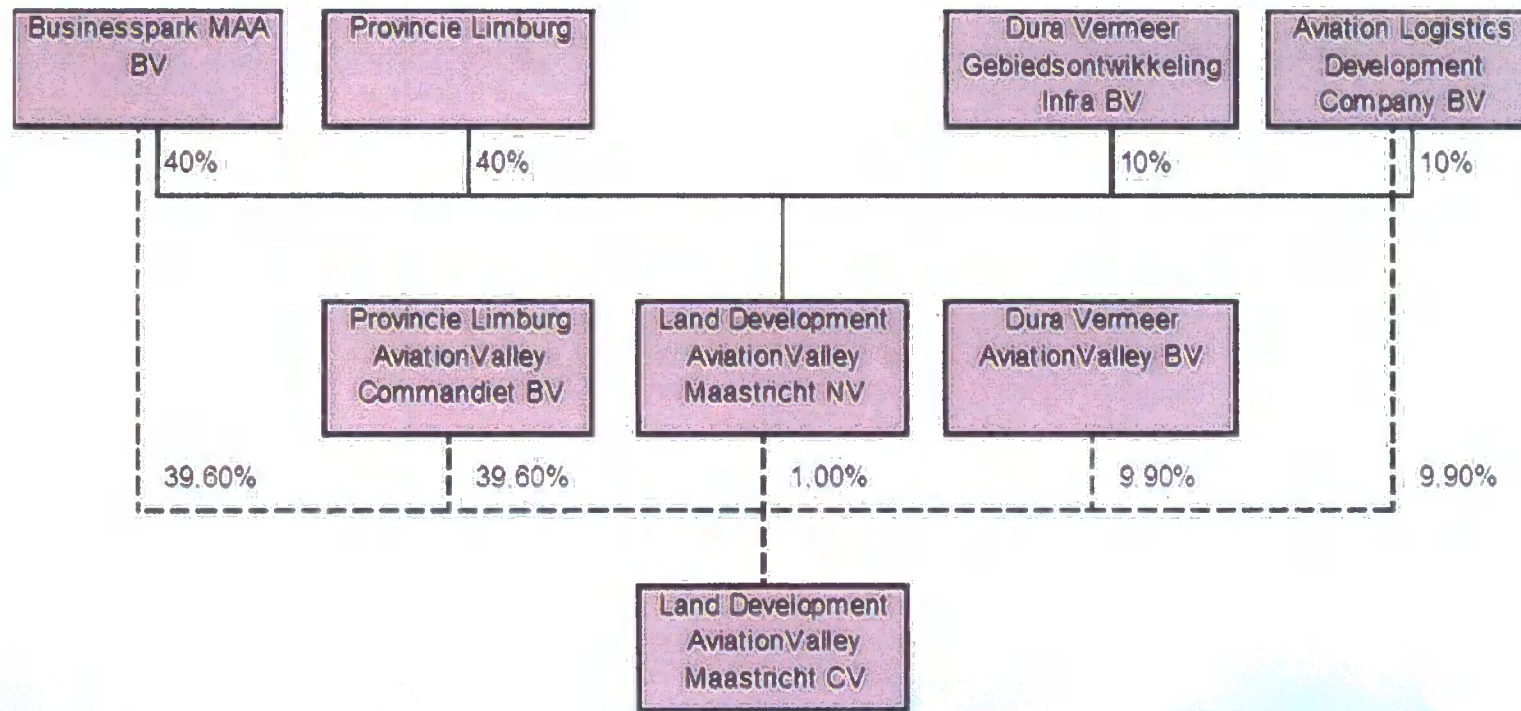 Businesspark MAA
BV
Provincie Limburg
Dura Vermeer
Gebiedsontwikkeling
Infra BV
Aviation Logistics
Development
Company BV
40%
40%
10%
10%
Provincie Limburg
AviationValley
Commandiet BV
Land Development
AviationValley
Maastricht NV
Dura Vermeer
AviationValley BV
39,60%
39,60%
1,00%
9,90%
9,90%
Land Development
AviationValley
Maastricht CV